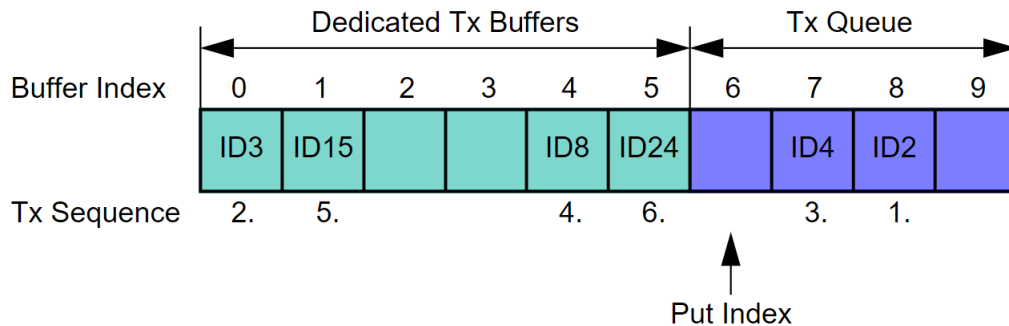 Dedicated Tx Buffers Tx Queue
Buffer Index 0 1 2 3 4 5 6 7 8 9
ID3 ID15 ID8 ID24 ID4 ID2
Tx Sequence 2. 5. 4. 6. 3. 1.
Put Index